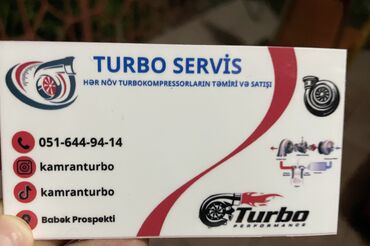 TURBO SERVİS
HƏR NÖV TURBOKOMPRESSORLARIN TƏMİRİ VƏ SATIŞI
051-644-94-14
kamranturbo
kamranturbo
Babək Prospekti
Turbo
PERFORMANCE